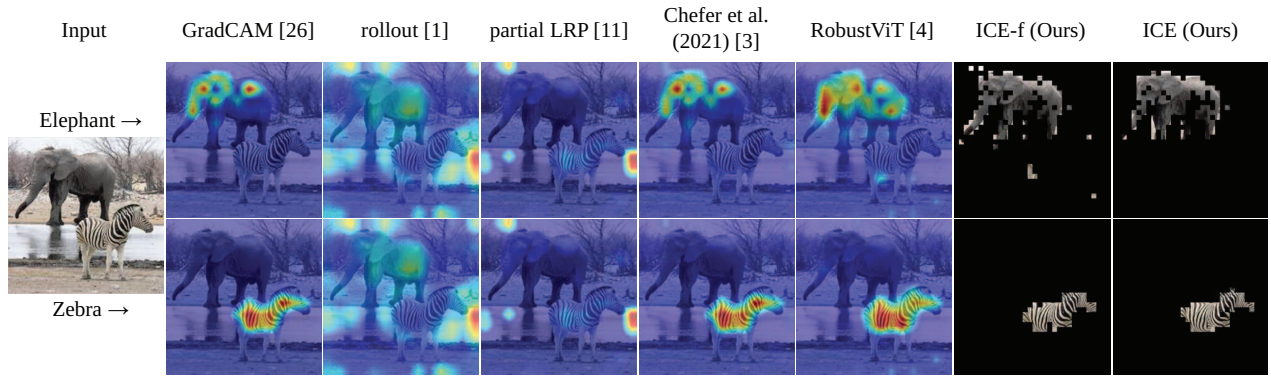 Input
GradCAM [26]
rollout [1]
partial LRP [11]
Chefer et al.
(2021) [3]
RobustViT [4]
ICE-f (Ours)
ICE (Ours)
Elephant →
Zebra →